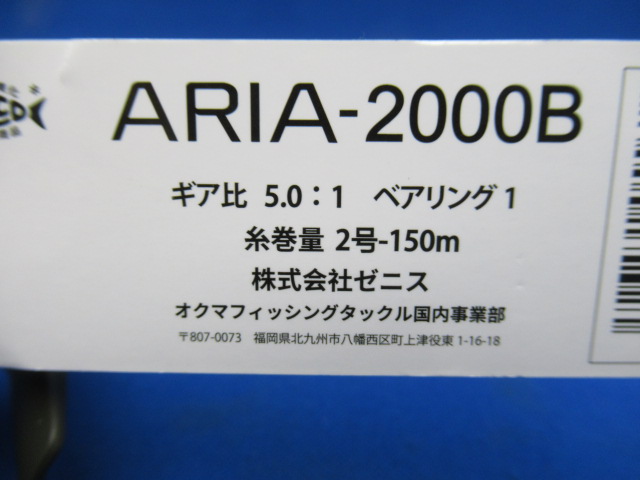 ARIA-2000B
ギア比 5.0：1　ベアリング 1
糸巻量 2号-150m
株式会社ゼニス
オクマフィッシングタックル国内事業部
〒807-0073　福岡県北九州市八幡西区町上津役東 1-16-18